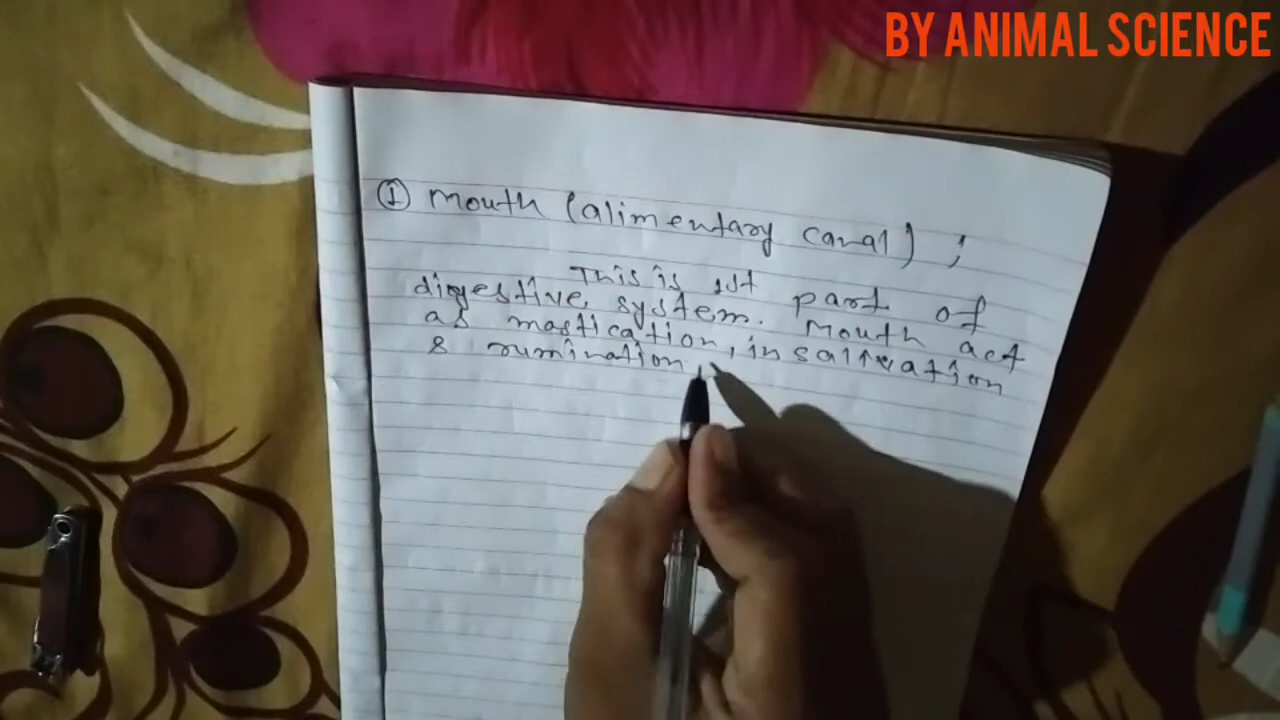 BY ANIMAL SCIENCE
① Mouth (alimentary canal) ;
This is 1st part of
digestive system. Mouth act
as mastication, insaliveation
& rumination.